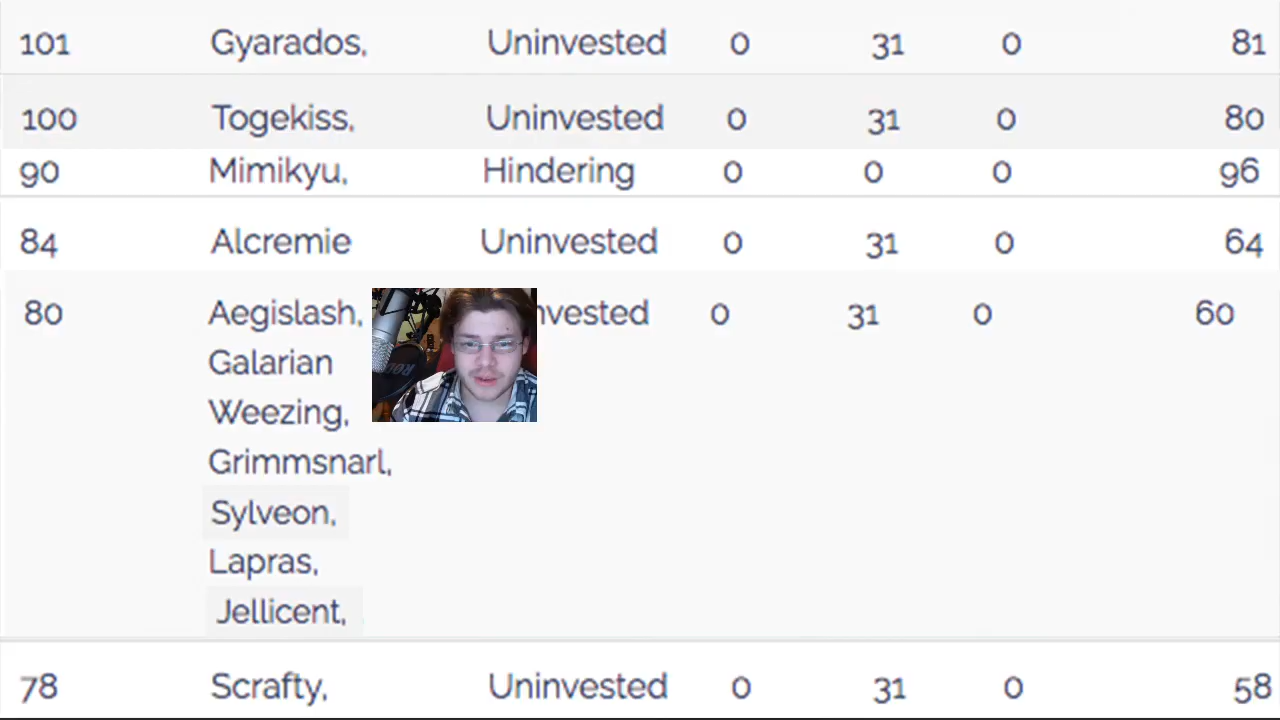 101 Gyarados, Uninvested 0 31 0 81
100 Togekiss, Uninvested 0 31 0 80
90 Mimikyu, Hindering 0 0 0 96
84 Alcremie Uninvested 0 31 0 64
80 Aegislash, nvested 0 31 0 60
Galarian
Weezing,
Grimmsnarl,
Sylveon,
Lapras,
Jellicent,
78 Scrafty, Uninvested 0 31 0 58